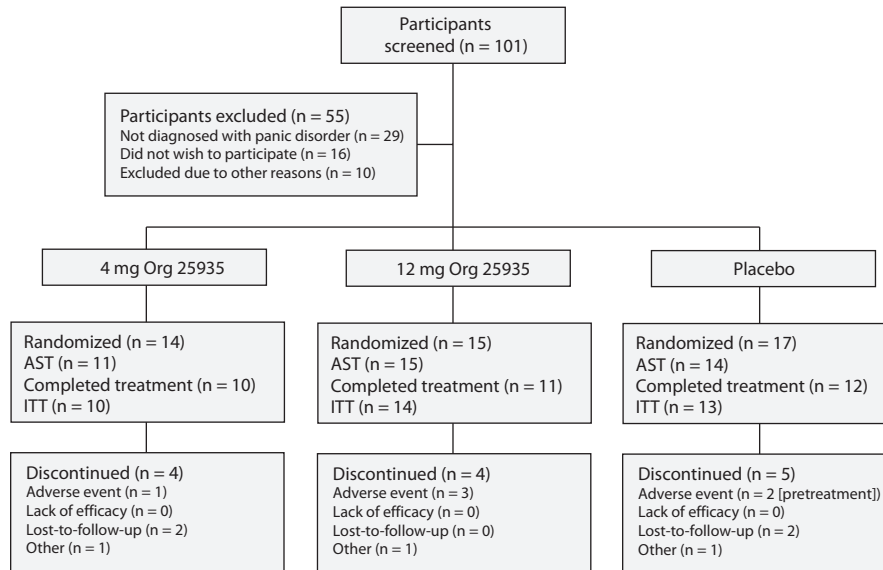 Participants
screened (n = 101)
Participants excluded (n = 55)
Not diagnosed with panic disorder (n = 29)
Did not wish to participate (n = 16)
Excluded due to other reasons (n = 10)
4 mg Org 25935
12 mg Org 25935
Placebo
Randomized (n = 14)
AST (n = 11)
Completed treatment (n = 10)
ITT (n = 10)
Randomized (n = 15)
AST (n = 15)
Completed treatment (n = 11)
ITT (n = 14)
Randomized (n = 17)
AST (n = 14)
Completed treatment (n = 12)
ITT (n = 13)
Discontinued (n = 4)
Adverse event (n = 1)
Lack of efficacy (n = 0)
Lost-to-follow-up (n = 2)
Other (n = 1)
Discontinued (n = 4)
Adverse event (n = 3)
Lack of efficacy (n = 0)
Lost-to-follow-up (n = 0)
Other (n = 1)
Discontinued (n = 5)
Adverse event (n = 2 [pretreatment])
Lack of efficacy (n = 0)
Lost-to-follow-up (n = 2)
Other (n = 1)